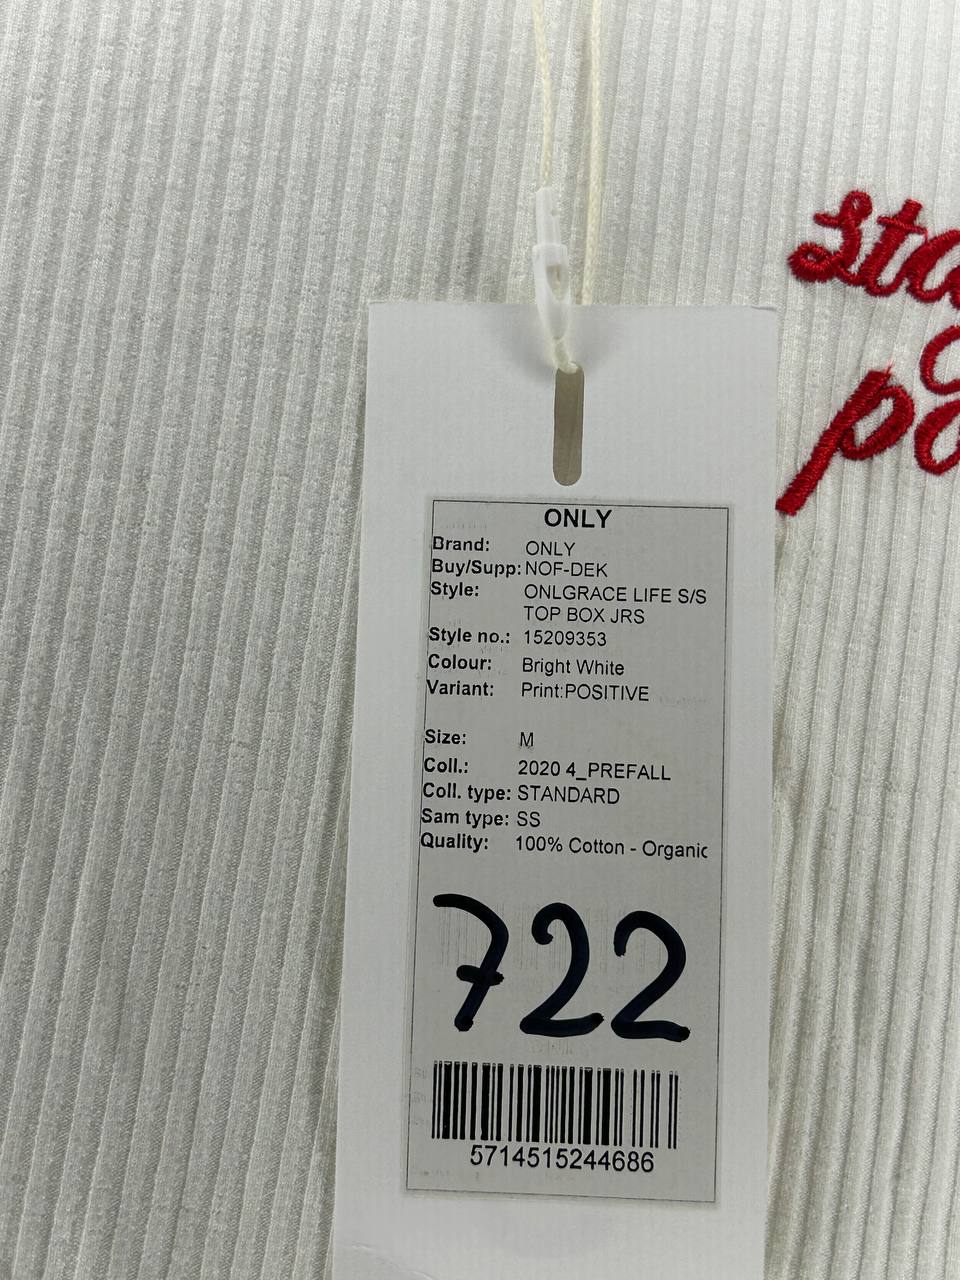 ONLY
Brand: ONLY
Buy/Supp: NOF-DEK
Style: ONLGRACE LIFE S/S
TOP BOX JRS
Style no.: 15209353
Colour: Bright White
Variant: Print:POSITIVE
Size: M
Coll.: 2020 4_PREFALL
Coll. type: STANDARD
Sam type: SS
Quality: 100% Cotton - Organic
722
5714515244686